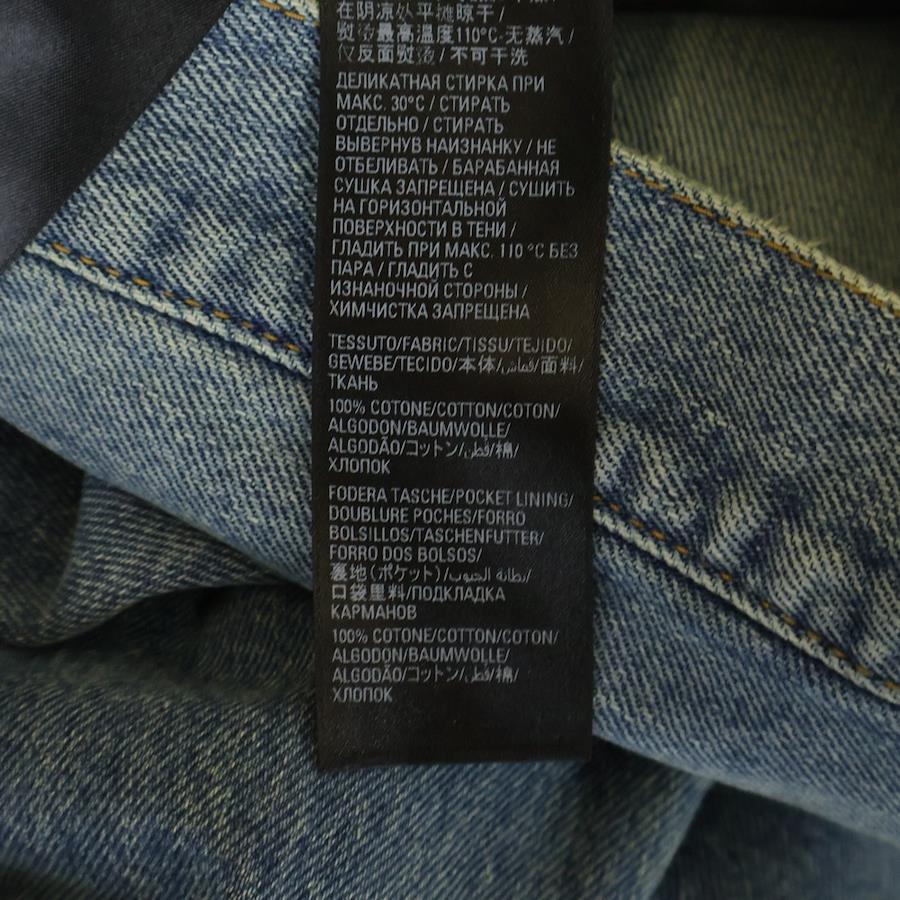 在阴凉处平摊晾干/
熨烫最高温度110°C-无蒸汽/
仅反面熨烫/不可干洗
ДЕЛИКАТНАЯ СТИРКА ПРИ
МАКС. 30°C / СТИРАТЬ
ОТДЕЛЬНО / СТИРАТЬ
ВЫВЕРНУВ НАИЗНАНКУ / НЕ
ОТБЕЛИВАТЬ / БАРАБАННАЯ
СУШКА ЗАПРЕЩЕНА / СУШИТЬ
НА ГОРИЗОНТАЛЬНОЙ
ПОВЕРХНОСТИ В ТЕНИ /
ГЛАДИТЬ ПРИ МАКС. 110 °C БЕЗ
ПАРА / ГЛАДИТЬ С
ИЗНАНОЧНОЙ СТОРОНЫ /
ХИМЧИСТКА ЗАПРЕЩЕНА
TESSUTO/FABRIC/TISSU/TEJIDO/
GEWEBE/TECIDO/本体/قماش/面料/
ТКАНЬ
100% COTONE/COTTON/COTON/
ALGODON/BAUMWOLLE/
ALGODÃO/コットン/قطن/棉/
ХЛОПОК
FODERA TASCHE/POCKET LINING/
DOUBLURE POCHES/FORRO
BOLSILLOS/TASCHENFUTTER/
FORRO DOS BOLSOS/
裏地(ポケット)/بطانة الجيوب/
口袋里料/ПОДКЛАДКА
КАРМАНОВ
100% COTONE/COTTON/COTON/
ALGODON/BAUMWOLLE/
ALGODÃO/コットン/قطن/棉/
ХЛОПОК